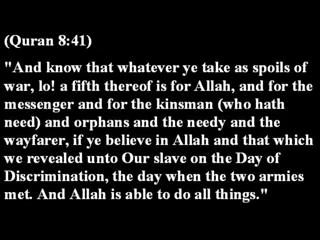 (Quran 8:41)
"And know that whatever ye take as spoils of
war, lo! a fifth thereof is for Allah, and for the
messenger and for the kinsman (who hath
need) and orphans and the needy and the
wayfarer, if ye believe in Allah and that which
we revealed unto Our slave on the Day of
Discrimination, the day when the two armies
met. And Allah is able to do all things."